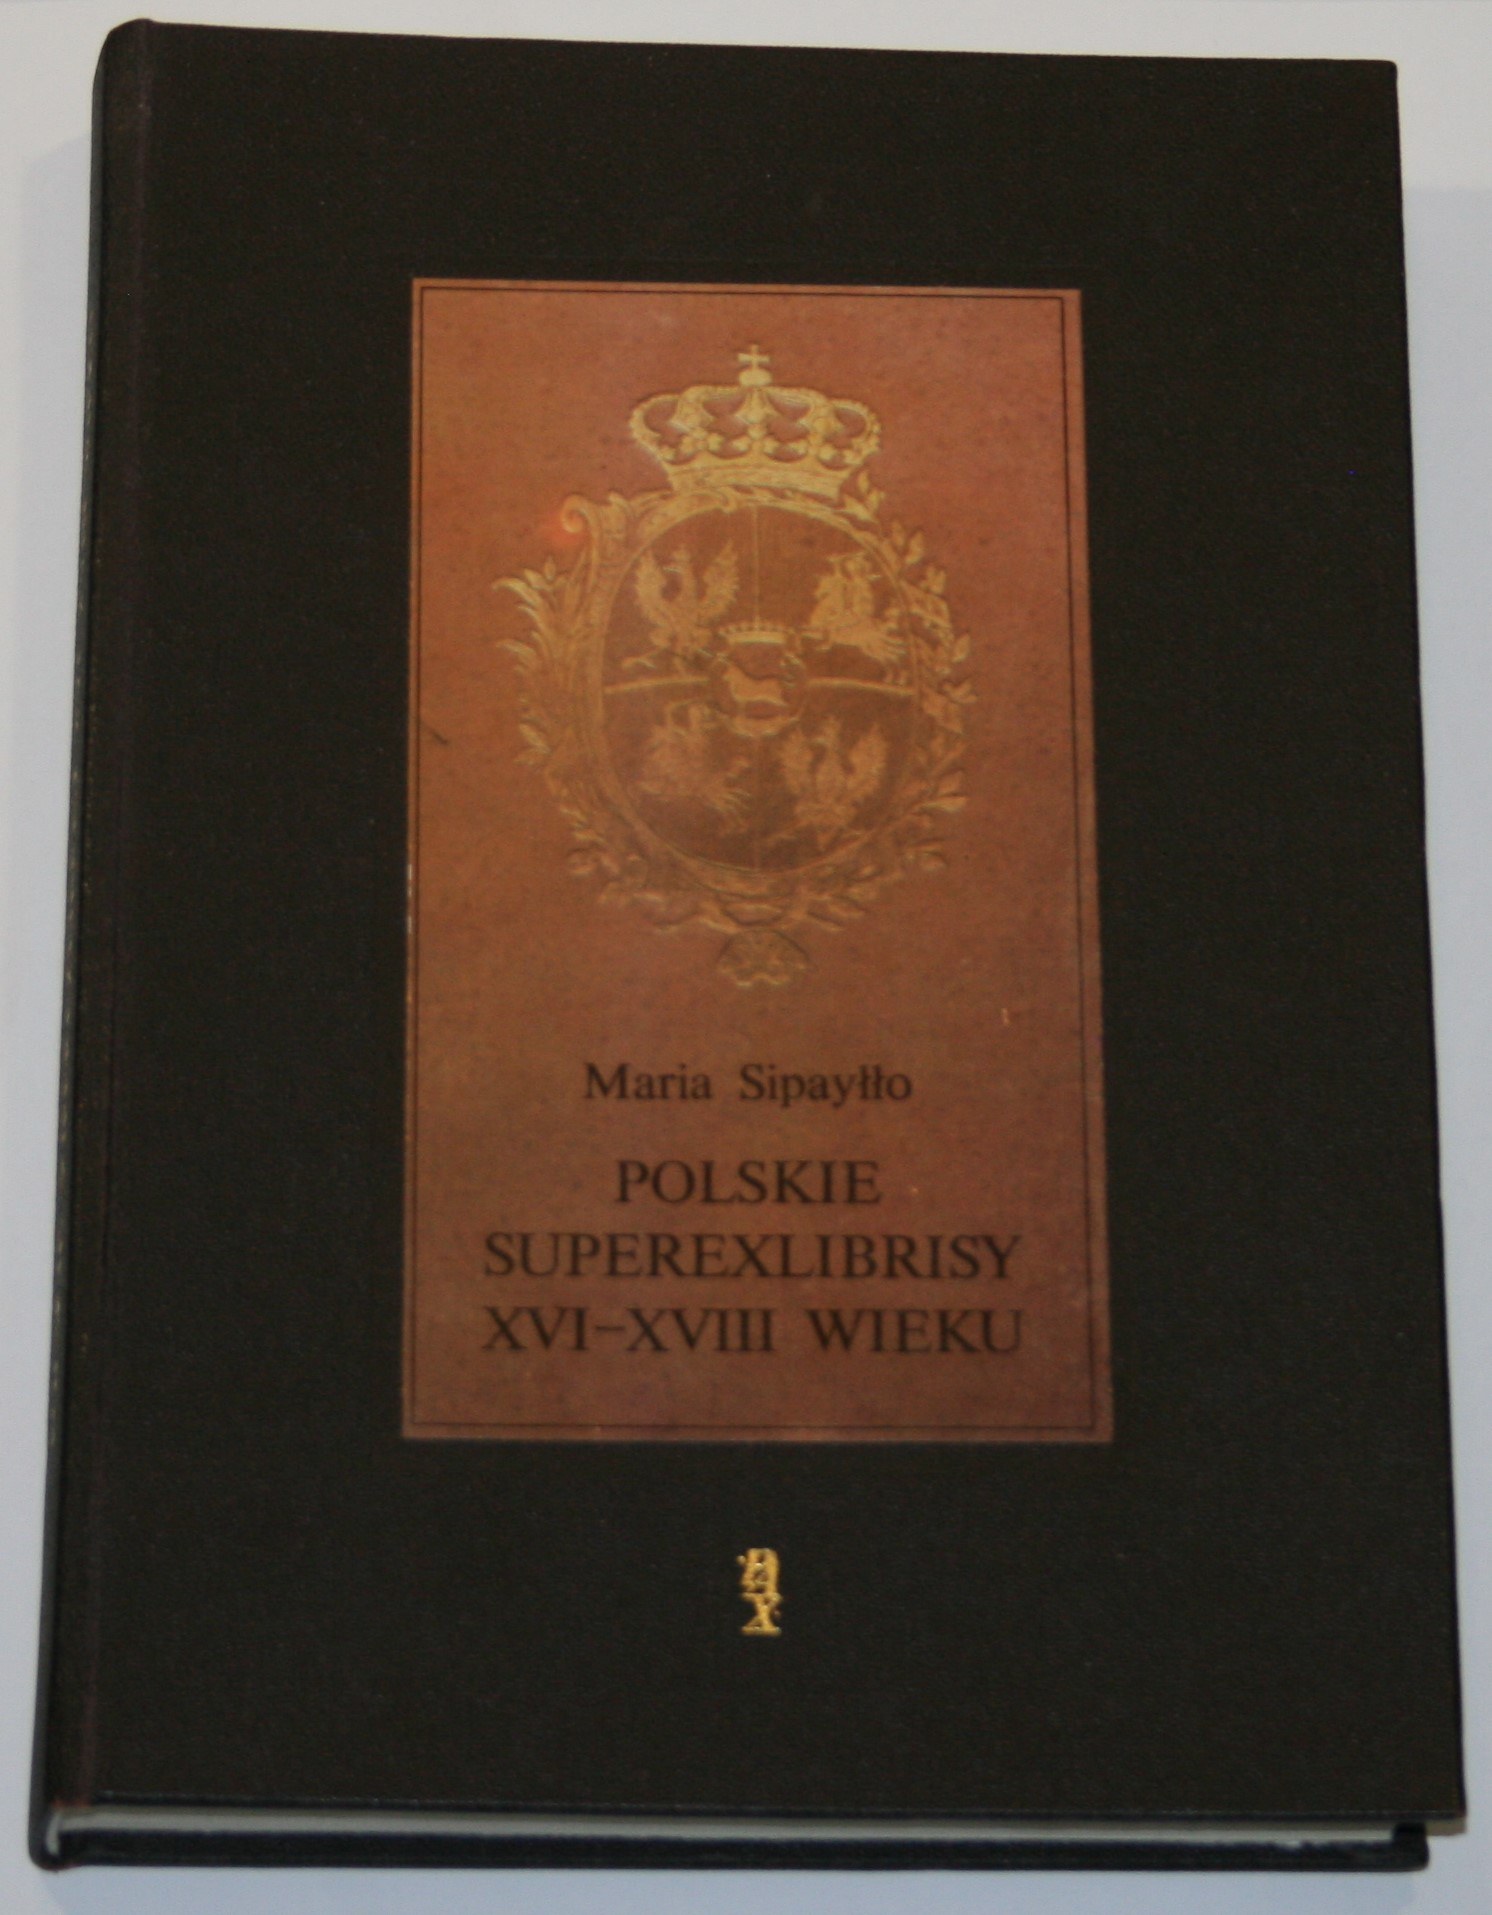 Maria Sipayłło
POLSKIE
SUPEREXLIBRISY
XVI–XVIII WIEKU